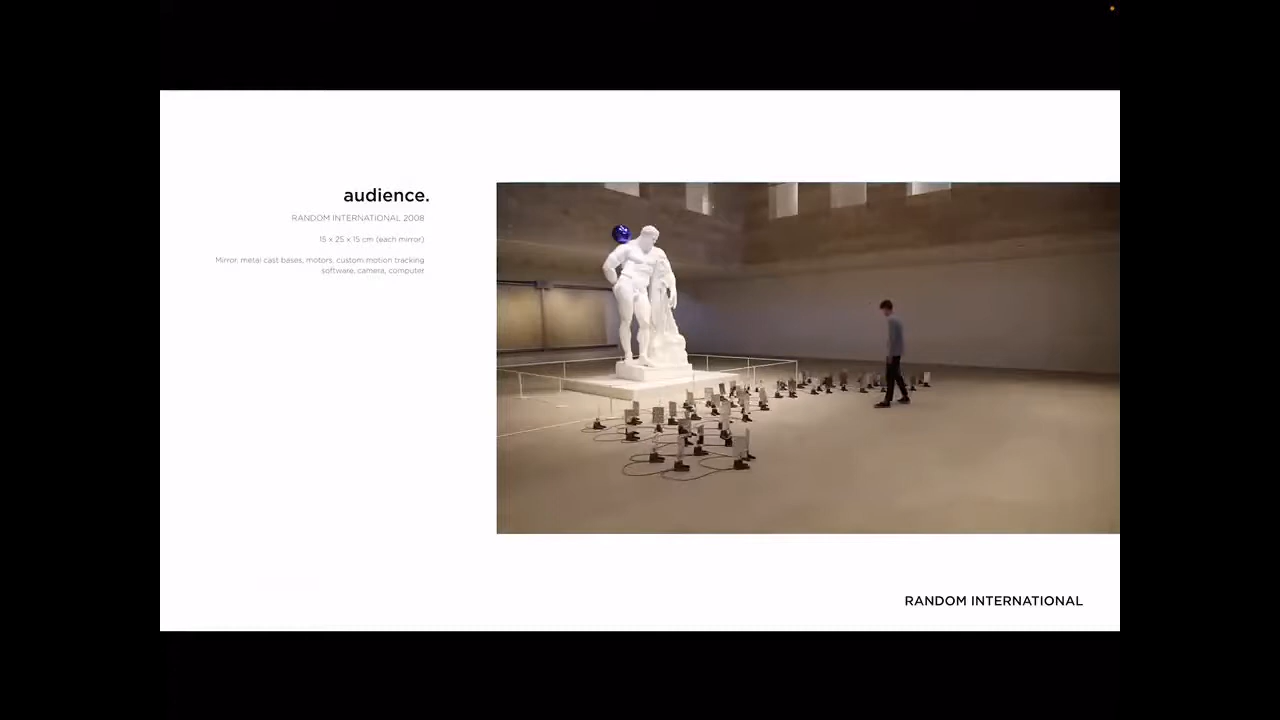 audience.
RANDOM INTERNATIONAL 2008
15 x 25 x 15 cm (each mirror)
Mirror, metal cast bases, motors, custom motion tracking
software, camera, computer
RANDOM INTERNATIONAL